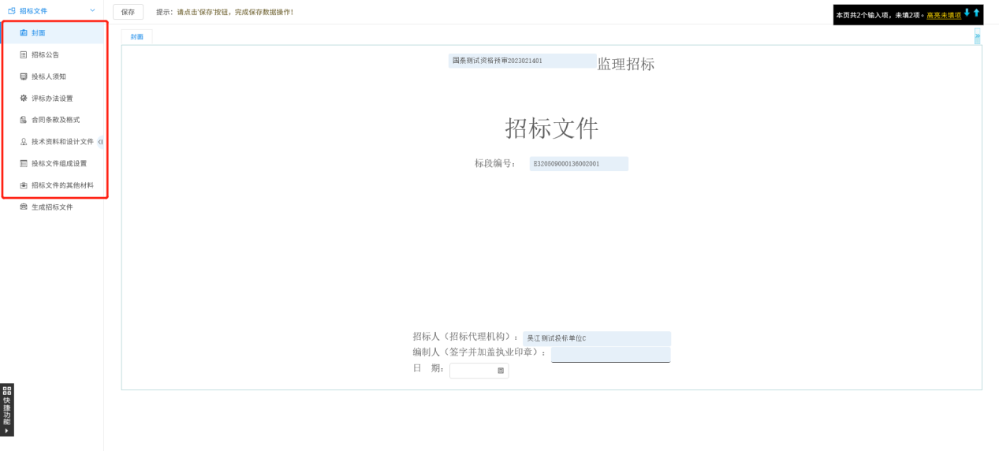 招标文件
封面
招标公告
投标人须知
评标办法设置
合同条款及格式
技术资料和设计文件
投标文件组成设置
招标文件的其他材料
生成招标文件
快捷功能
保存 提示：请点击'保存'按钮，完成保存数据操作！
本页共2个输入项，未填2项。高亮未填项
封面
国泰测试资格预审2023021401监理招标
招标文件
标段编号： E320509000136002001
招标人（招标代理机构）：吴江测试投标单位C
编制人（签字并加盖执业印章）：
日 期：